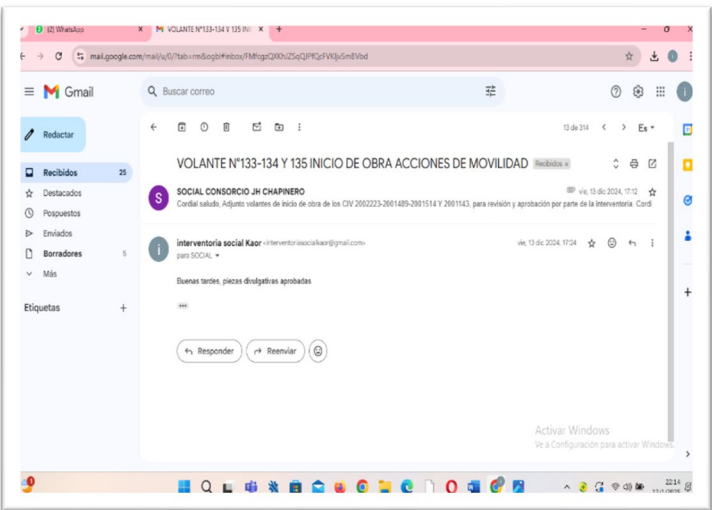 (2) WhatsApp
VOLANTE N°133-134 Y 135 INI
mail.google.com/mail/u/0/?tab=rm&ogbl#inbox/
Gmail
Buscar correo
Redactar
13 de 314
Es
VOLANTE N°133-134 Y 135 INICIO DE OBRA ACCIONES DE MOVILIDAD
Recibidos x
Recibidos 25
Destacados
Pospuestos
Enviados
Borradores 5
Más
Etiquetas
S
SOCIAL CONSORCIO JH CHAPINERO
vie, 13 dic 2024, 17:12
Cordial saludo, Adjunto volantes de inicio de obra de los CIV 2002223-2001489-2001514 Y 2001143, para revisión y aprobación por parte de la interventoria. Cordi
i
interventoria social Kaor <interventoriasocialkaor@gmail.com>
vie, 13 dic 2024, 17:24
para SOCIAL
Buenas tardes, piezas divulgativas aprobadas
Responder
Reenviar
Activar Windows
Ve a Configuración para activar Windows.
22:14